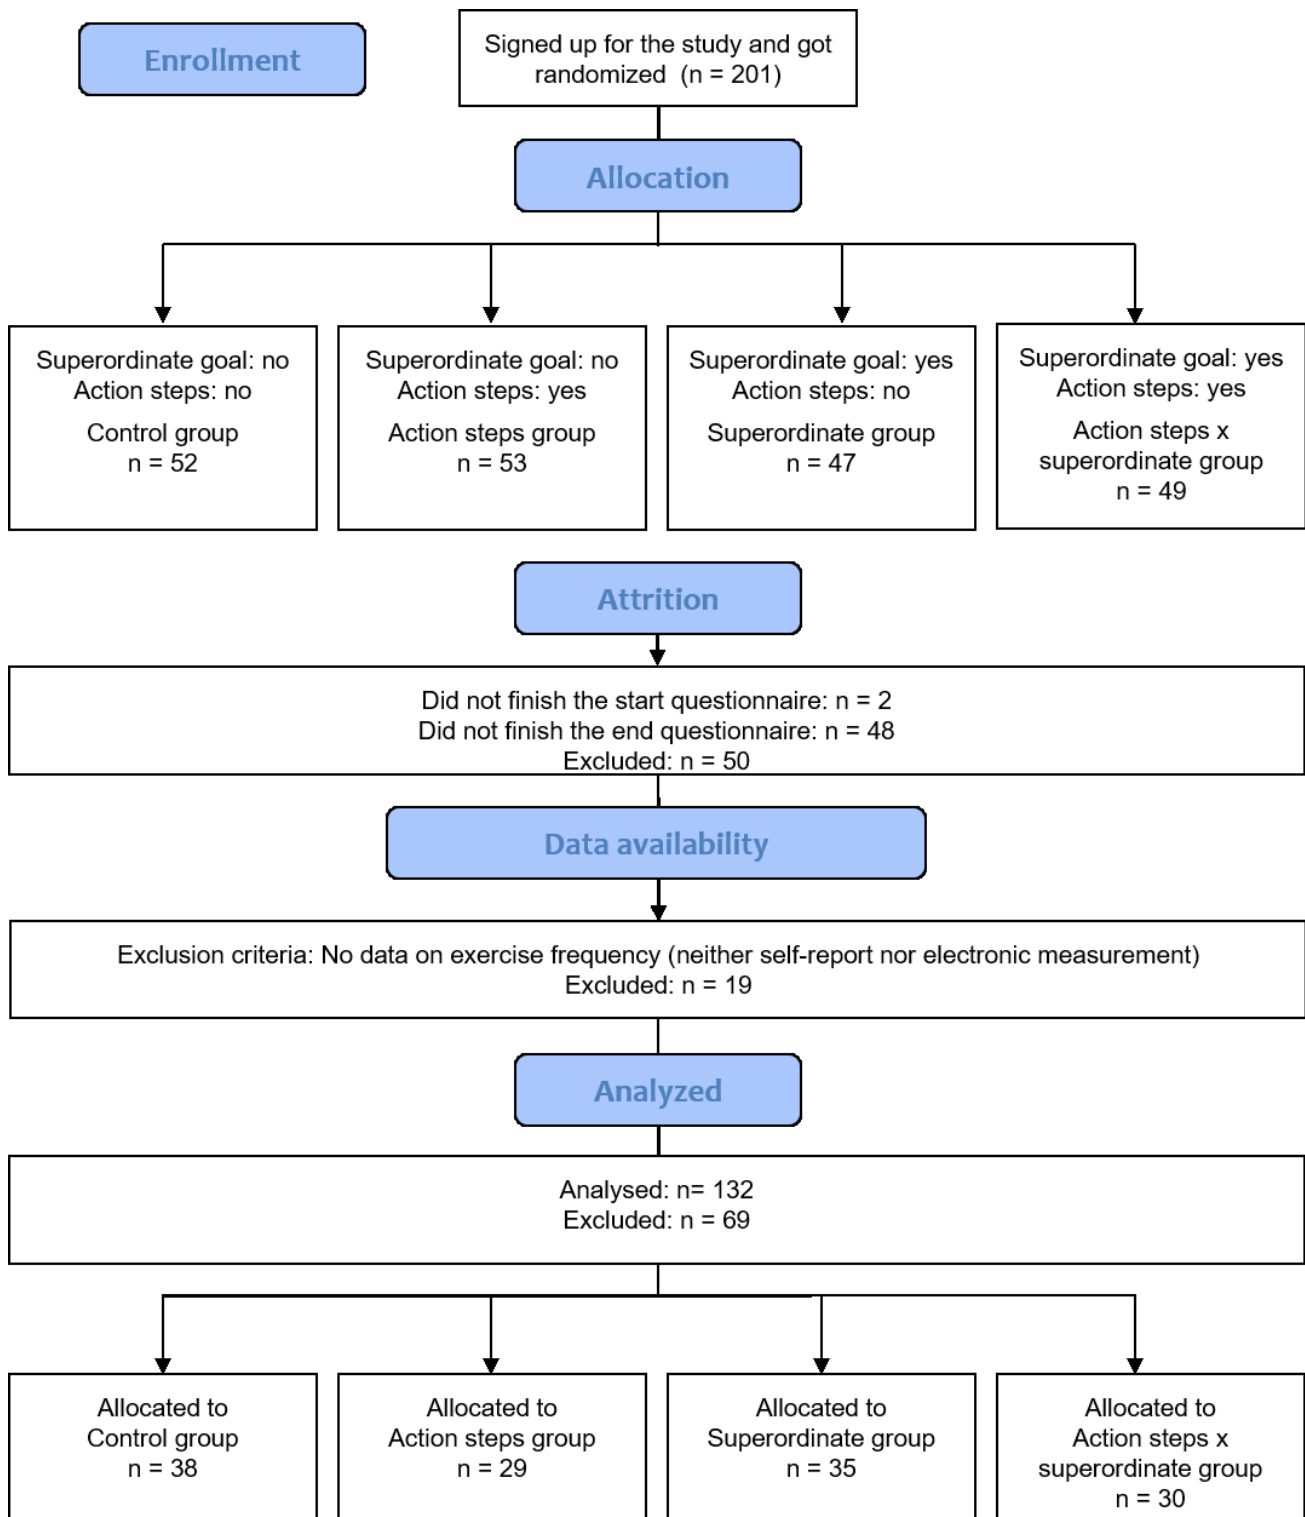 Enrollment
Signed up for the study and got
randomized (n = 201)
Allocation
Superordinate goal: no
Action steps: no
Control group
n = 52
Superordinate goal: no
Action steps: yes
Action steps group
n = 53
Superordinate goal: yes
Action steps: no
Superordinate group
n = 47
Superordinate goal: yes
Action steps: yes
Action steps x
superordinate group
n = 49
Attrition
Did not finish the start questionnaire: n = 2
Did not finish the end questionnaire: n = 48
Excluded: n = 50
Data availability
Exclusion criteria: No data on exercise frequency (neither self-report nor electronic measurement)
Excluded: n = 19
Analyzed
Analysed: n= 132
Excluded: n = 69
Allocated to
Control group
n = 38
Allocated to
Action steps group
n = 29
Allocated to
Superordinate group
n = 35
Allocated to
Action steps x
superordinate group
n = 30